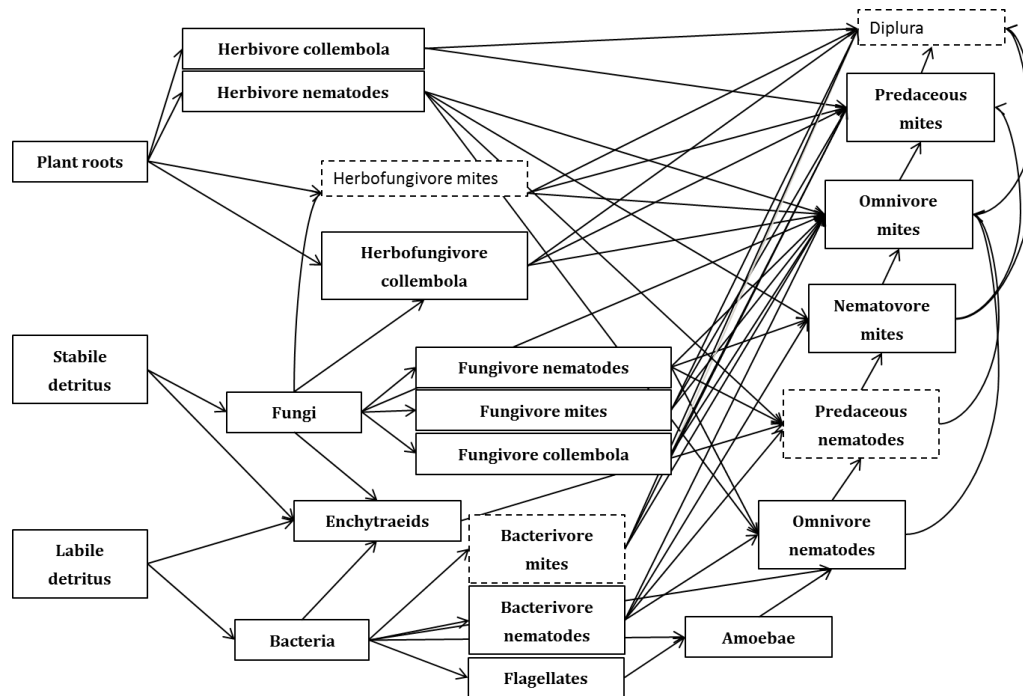 Diplura
Herbivore collembola
Herbivore nematodes
Predaceous
mites
Plant roots
Herbofungivore mites
Omnivore
mites
Herbofungivore
collembola
Nematovore
mites
Stabile
detritus
Fungi
Fungivore nematodes
Fungivore mites
Fungivore collembola
Predaceous
nematodes
Labile
detritus
Enchytraeids
Bacterivore
mites
Omnivore
nematodes
Bacteria
Bacterivore
nematodes
Flagellates
Amoebae